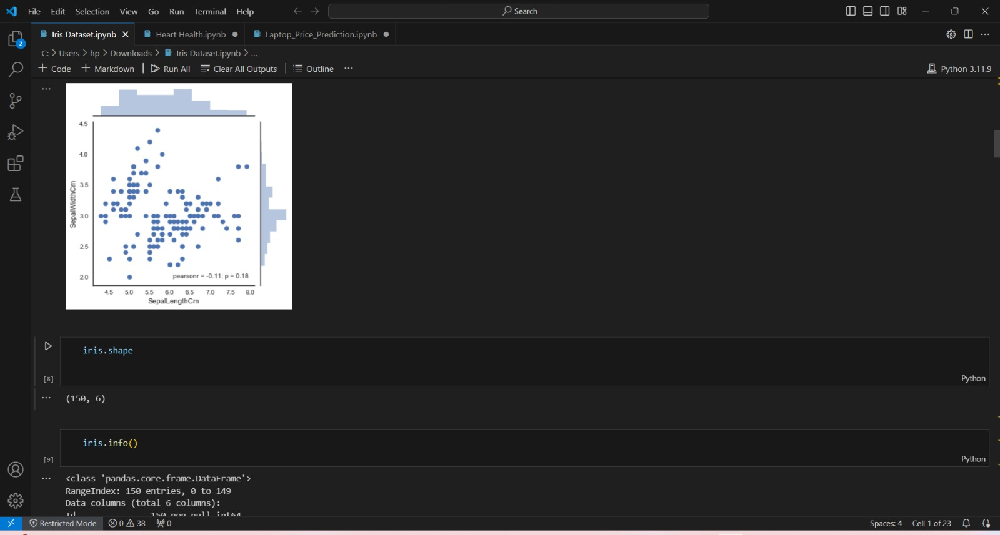 File Edit Selection View Go Run Terminal Help Search
Iris Dataset.ipynb Heart Health.ipynb Laptop_Price_Prediction.ipynb
2
C: > Users > hp > Downloads > Iris Dataset.ipynb > ...
+ Code + Markdown | Run All Clear All Outputs | Outline ... Python 3.11.9
4.5
4.0
3.5
3.0
2.5
2.0
SepalWidthCm
pearsonr = -0.11; p = 0.18
4.5 5.0 5.5 6.0 6.5 7.0 7.5 8.0
SepalLengthCm
iris.shape
[8] Python
(150, 6)
iris.info()
[9] Python
<class 'pandas.core.frame.DataFrame'>
RangeIndex: 150 entries, 0 to 149
Data columns (total 6 columns):
Id 150 non-null int64
Restricted Mode 0 38 0 Spaces: 4 Cell 1 of 23